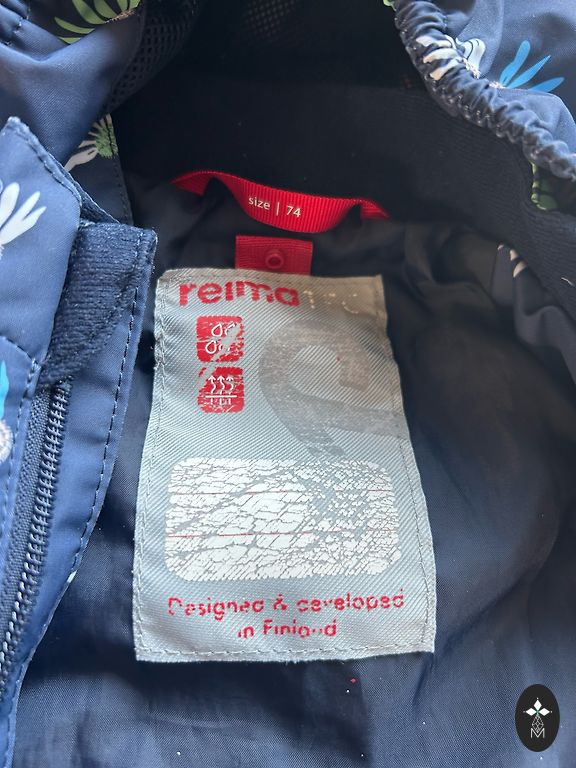 size | 74
reima
Designed & developed
in Finland
M